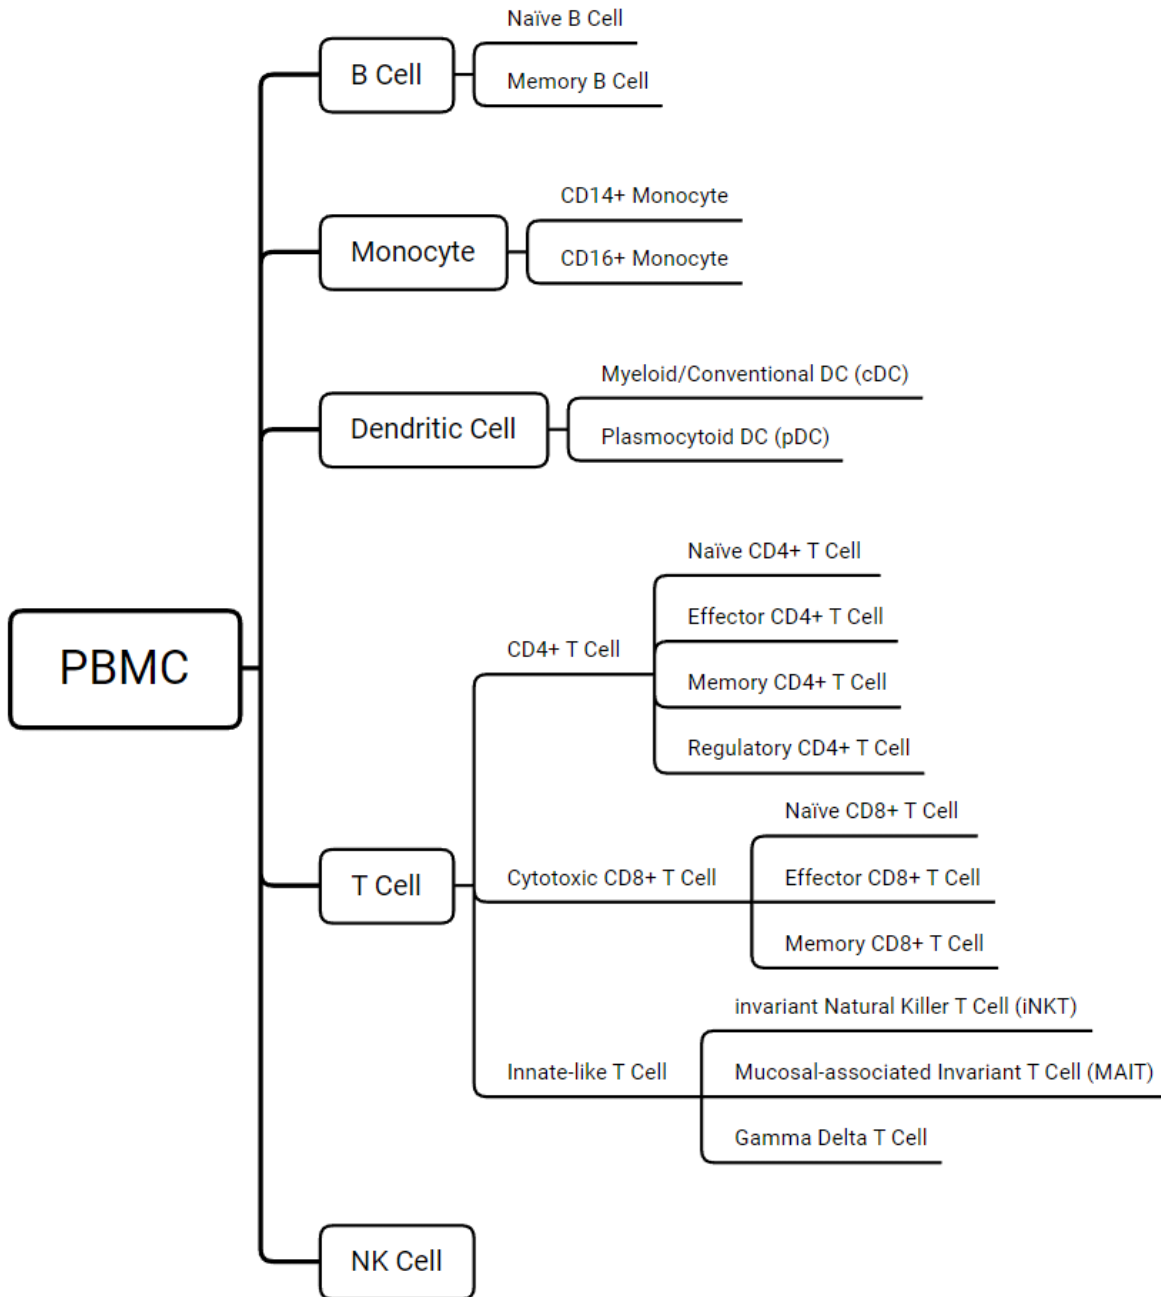 PBMC
B Cell
Naïve B Cell
Memory B Cell
Monocyte
CD14+ Monocyte
CD16+ Monocyte
Dendritic Cell
Myeloid/Conventional DC (cDC)
Plasmocytoid DC (pDC)
T Cell
CD4+ T Cell
Naïve CD4+ T Cell
Effector CD4+ T Cell
Memory CD4+ T Cell
Regulatory CD4+ T Cell
Cytotoxic CD8+ T Cell
Naïve CD8+ T Cell
Effector CD8+ T Cell
Memory CD8+ T Cell
Innate-like T Cell
invariant Natural Killer T Cell (iNKT)
Mucosal-associated Invariant T Cell (MAIT)
Gamma Delta T Cell
NK Cell